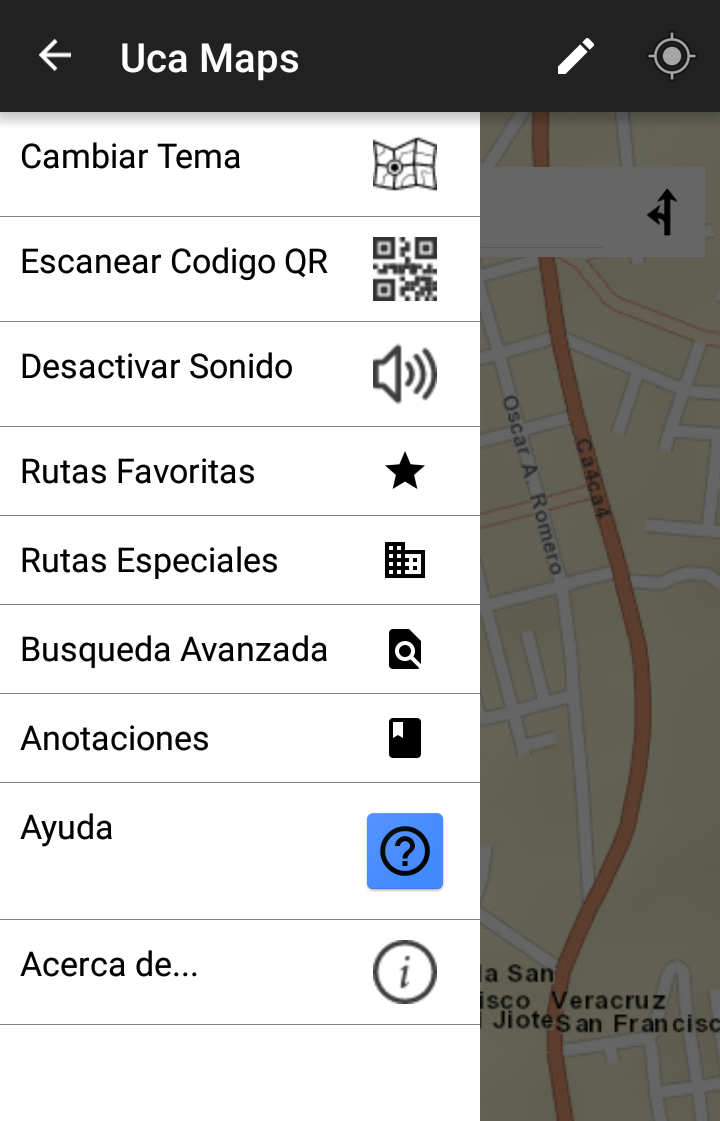 Uca Maps
Cambiar Tema
Escanear Codigo QR
Desactivar Sonido
Rutas Favoritas
Rutas Especiales
Busqueda Avanzada
Anotaciones
Ayuda
Acerca de...
Oscar A. Romero
Ca4ca4
la San
isco Veracruz
Jiote San Francisc